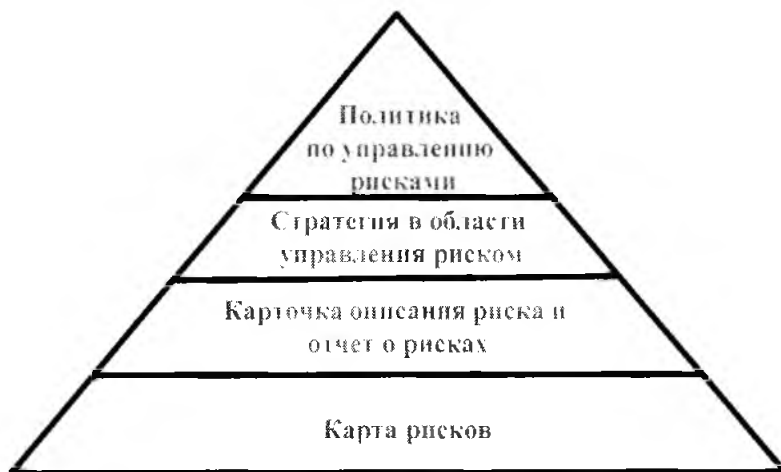 Политика
по управлению
рисками
Стратегия в области
управления риском
Карточка описания риска и
отчет о рисках
Карта рисков